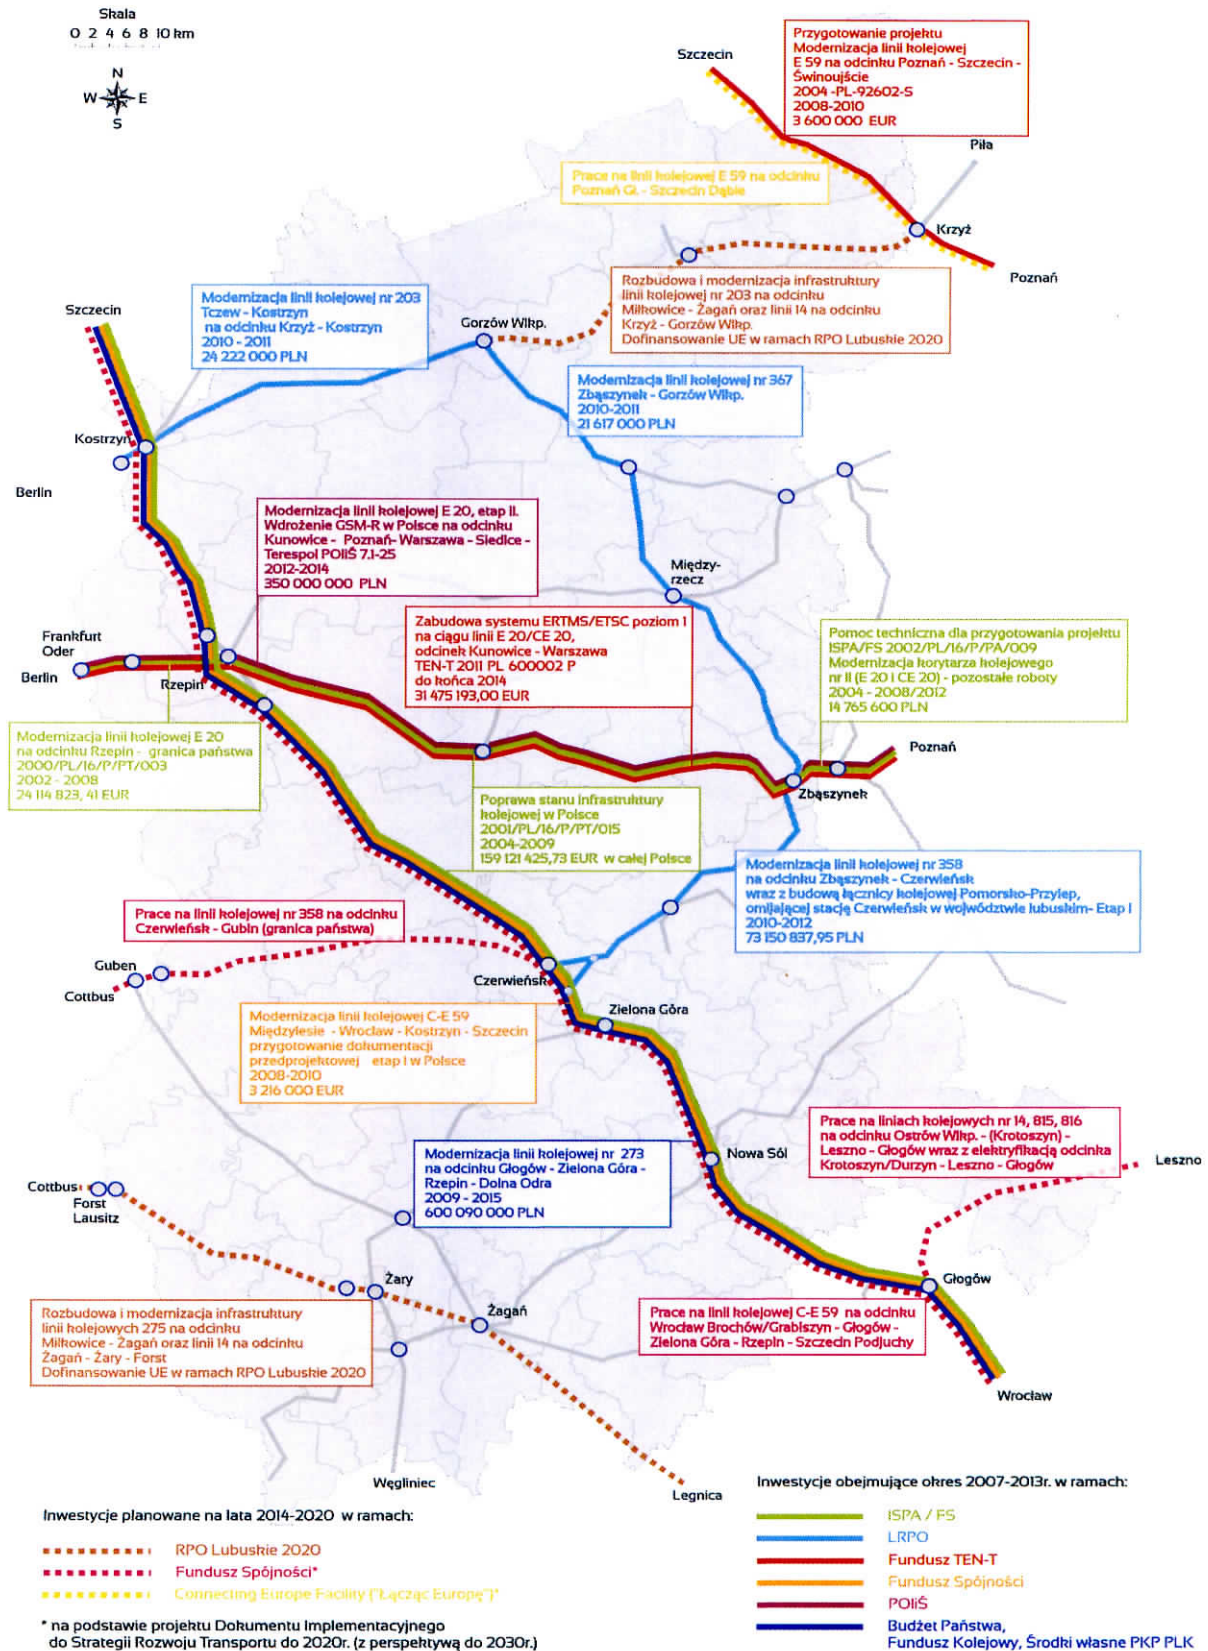 Skala
0 2 4 6 8 10 km
N
W E
S
Szczecin
Przygotowanie projektu
Modernizacja linii kolejowej
E 59 na odcinku Poznań - Szczecin -
Świnoujście
2004 -PL-92602-S
2008-2010
3 600 000 EUR
Piła
Prace na linii kolejowej E 59 na odcinku
Poznań Gł. - Szczecin Dąbie
Krzyż
Poznań
Rozbudowa i modernizacja infrastruktury
linii kolejowej nr 203 na odcinku
Miłkowice - Żagań oraz linii 14 na odcinku
Krzyż - Gorzów Wlkp.
Dofinansowanie UE w ramach RPO Lubuskie 2020
Modernizacja linii kolejowej nr 203
Tczew - Kostrzyn
na odcinku Krzyż - Kostrzyn
2010 - 2011
24 222 000 PLN
Szczecin
Gorzów Wlkp.
Modernizacja linii kolejowej nr 367
Zbąszynek - Gorzów Wlkp.
2010-2011
21 617 000 PLN
Kostrzyn
Berlin
Modernizacja linii kolejowej E 20, etap II.
Wdrożenie GSM-R w Polsce na odcinku
Kunowice - Poznań- Warszawa - Siedlce -
Terespol POIiŚ 7.1-25
2012-2014
350 000 000 PLN
Między-
rzecz
Zabudowa systemu ERTMS/ETSC poziom 1
na ciągu linii E 20/CE 20,
odcinek Kunowice - Warszawa
TEN-T 2011 PL 600002 P
do końca 2014
31 475 193,00 EUR
Pomoc techniczna dla przygotowania projektu
ISPA/FS 2002/PL/16/P/PA/009
Modernizacja korytarza kolejowego
nr II (E 20 i CE 20) - pozostałe roboty
2004 - 2008/2012
14 765 600 PLN
Frankfurt
Oder
Berlin
Rzepin
Poznań
Zbąszynek
Modernizacja linii kolejowej E 20
na odcinku Rzepin - granica państwa
2000/PL/16/P/PT/003
2002 - 2008
24 114 823, 41 EUR
Poprawa stanu infrastruktury
kolejowej w Polsce
2001/PL/16/P/PT/015
2004-2009
159 121 425,73 EUR w całej Polsce
Modernizacja linii kolejowej nr 358
na odcinku Zbąszynek - Czerwieńsk
wraz z budową łącznicy kolejowej Pomorsko-Przylep,
omijającej stację Czerwieńsk w województwie lubuskim- Etap I
2010-2012
73 150 837,95 PLN
Prace na linii kolejowej nr 358 na odcinku
Czerwieńsk - Gubin (granica państwa)
Guben
Cottbus
Czerwieńsk
Zielona Góra
Modernizacja linii kolejowej C-E 59
Międzylesie - Wrocław - Kostrzyn - Szczecin
przygotowanie dokumentacji
przedprojektowej etap I w Polsce
2008-2010
3 216 000 EUR
Prace na liniach kolejowych nr 14, 815, 816
na odcinku Ostrów Wlkp. - (Krotoszyn) -
Leszno - Głogów wraz z elektryfikacją odcinka
Krotoszyn/Durzyn - Leszno - Głogów
Leszno
Modernizacja linii kolejowej nr 273
na odcinku Głogów - Zielona Góra -
Rzepin - Dolna Odra
2009 - 2015
600 090 000 PLN
Nowa Sól
Cottbus
Forst
Lausitz
Żary
Żagań
Głogów
Rozbudowa i modernizacja infrastruktury
linii kolejowych 275 na odcinku
Miłkowice - Żagań oraz linii 14 na odcinku
Żagań - Żary - Forst
Dofinansowanie UE w ramach RPO Lubuskie 2020
Prace na linii kolejowej C-E 59 na odcinku
Wrocław Brochów/Grabiszyn - Głogów -
Zielona Góra - Rzepin - Szczecin Podjuchy
Wrocław
Węgliniec
Legnica
Inwestycje planowane na lata 2014-2020 w ramach:
RPO Lubuskie 2020
Fundusz Spójności*
Connecting Europe Facility ("Łącząc Europę")*
* na podstawie projektu Dokumentu Implementacyjnego
do Strategii Rozwoju Transportu do 2020r. (z perspektywą do 2030r.)
Inwestycje obejmujące okres 2007-2013r. w ramach:
ISPA / FS
LRPO
Fundusz TEN-T
Fundusz Spójności
POIiŚ
Budżet Państwa,
Fundusz Kolejowy, Środki własne PKP PLK